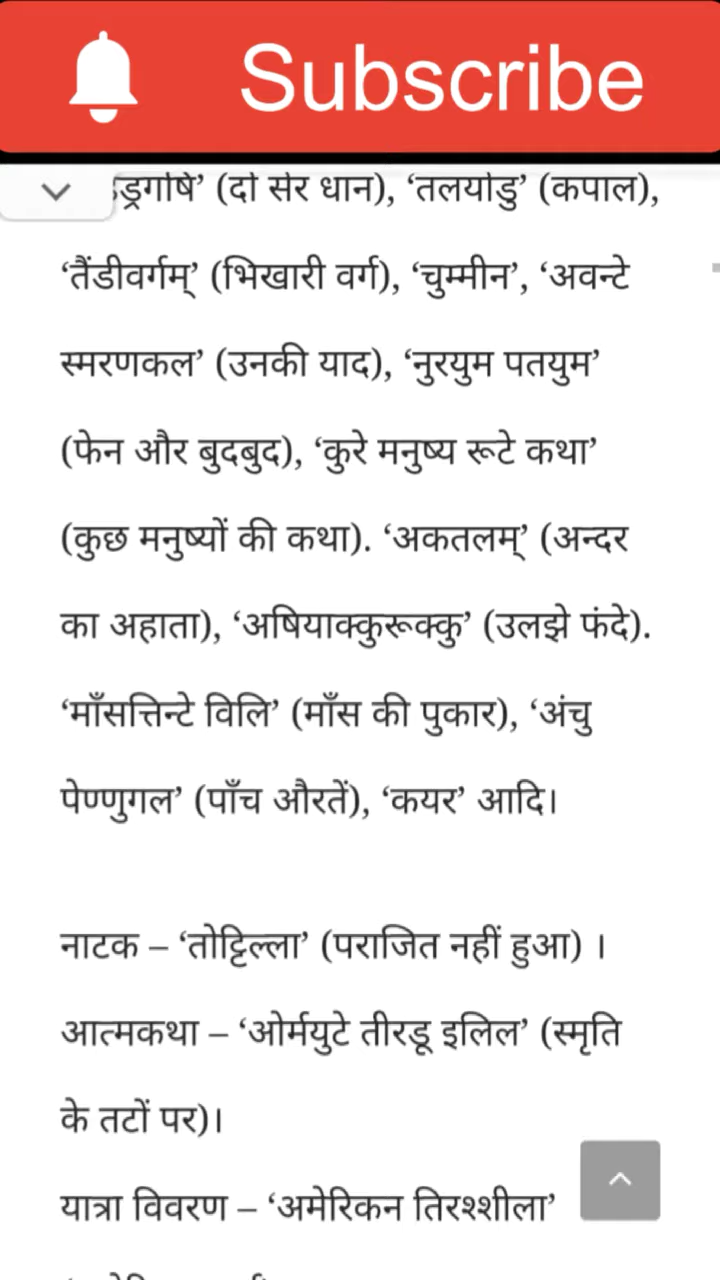 Subscribe
(दो सेर धान), ‘तलयोडु’ (कपाल),
‘तैंडीवर्गम्’ (भिखारी वर्ग), ‘चुम्मीन’, ‘अवन्टे
स्मरणकल’ (उनकी याद), ‘नुरयुम पतयुम’
(फेन और बुदबुद), ‘कुरे मनुष्य रूटे कथा’
(कुछ मनुष्यों की कथा). ‘अकतलम्’ (अन्दर
का अहाता), ‘अषियाक्कुरूक्कु’ (उलझे फंदे).
‘माँसत्तिन्टे विलि’ (माँस की पुकार), ‘अंचु
पेण्णुगल’ (पाँच औरतें), ‘कयर’ आदि।
नाटक – ‘तोट्टिल्ला’ (पराजित नहीं हुआ) ।
आत्मकथा – ‘ओर्मयुटे तीरडू इलिल’ (स्मृति
के तटों पर)।
यात्रा विवरण – ‘अमेरिकन तिरश्शीला’